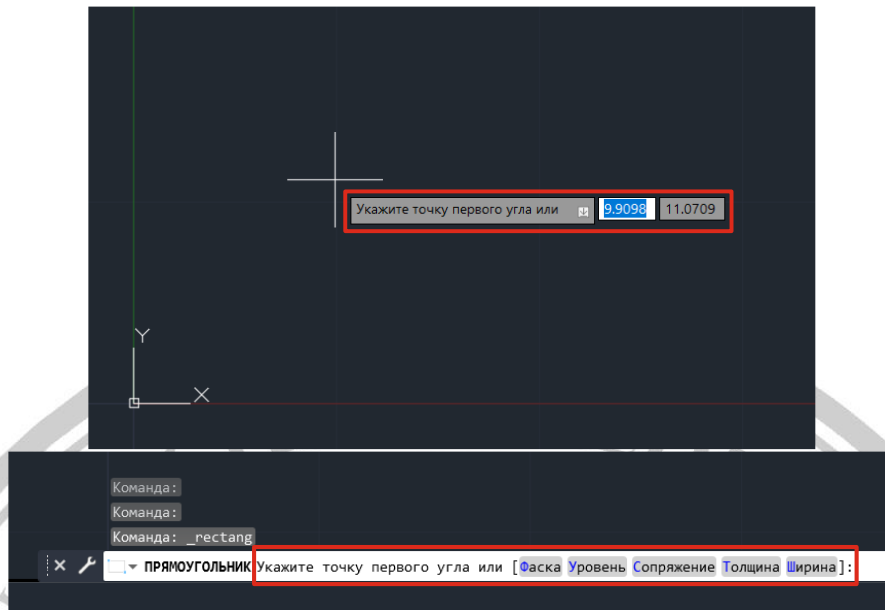 Укажите точку первого угла или 9.9098 11.0709
Y
X
Команда:
Команда:
Команда: _rectang
ПРЯМОУГОЛЬНИК Укажите точку первого угла или [Фаска Уровень Сопряжение Толщина Ширина]: